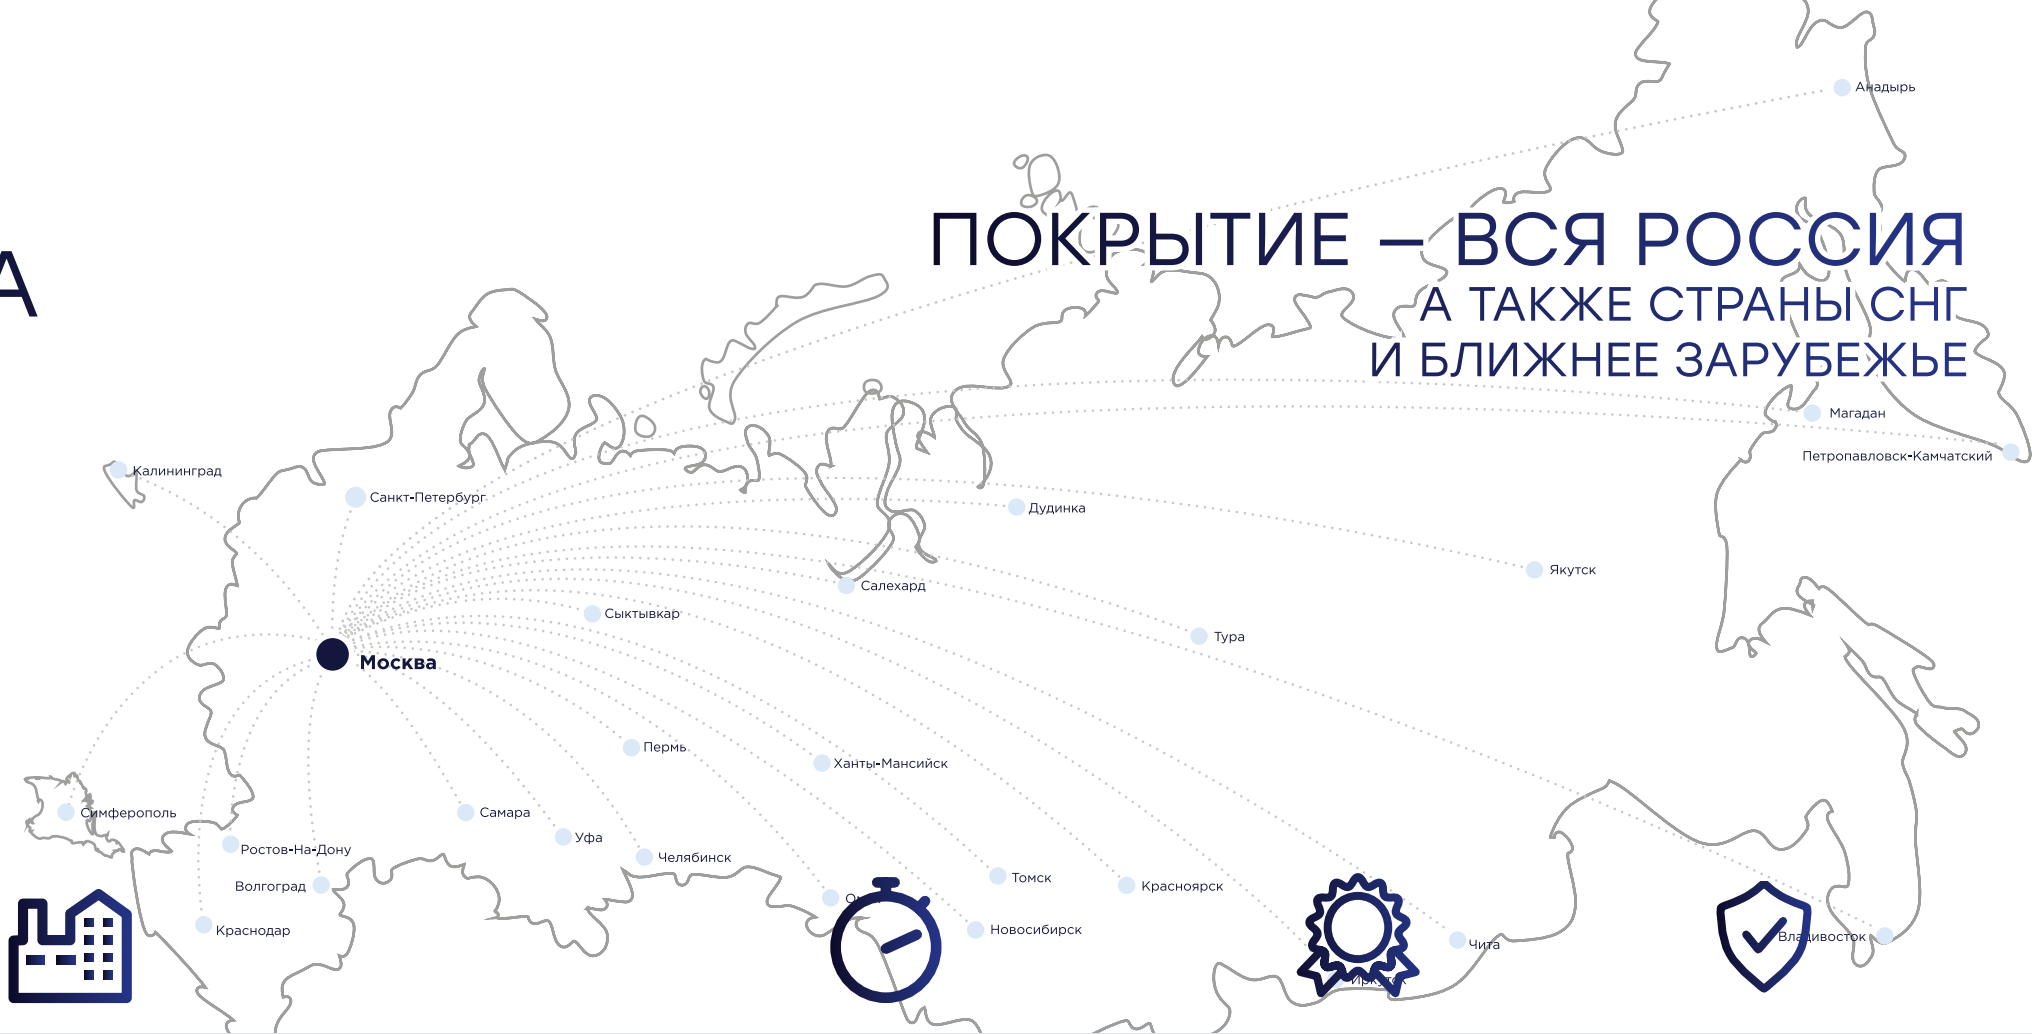 Анадырь
ПОКРЫТИЕ – ВСЯ РОССИЯ
А
А ТАКЖЕ СТРАНЫ СНГ
И БЛИЖНЕЕ ЗАРУБЕЖЬЕ
Магадан
Петропавловск-Камчатский
Калининград
Санкт-Петербург
Дудинка
Якутск
Салехард
Сыктывкар
Тура
Москва
Пермь
Ханты-Мансийск
Симферополь
Самара
Уфа
Ростов-На-Дону
Челябинск
Томск
Волгоград
Красноярск
Краснодар
Новосибирск
Чита
Владивосток
Иркутск